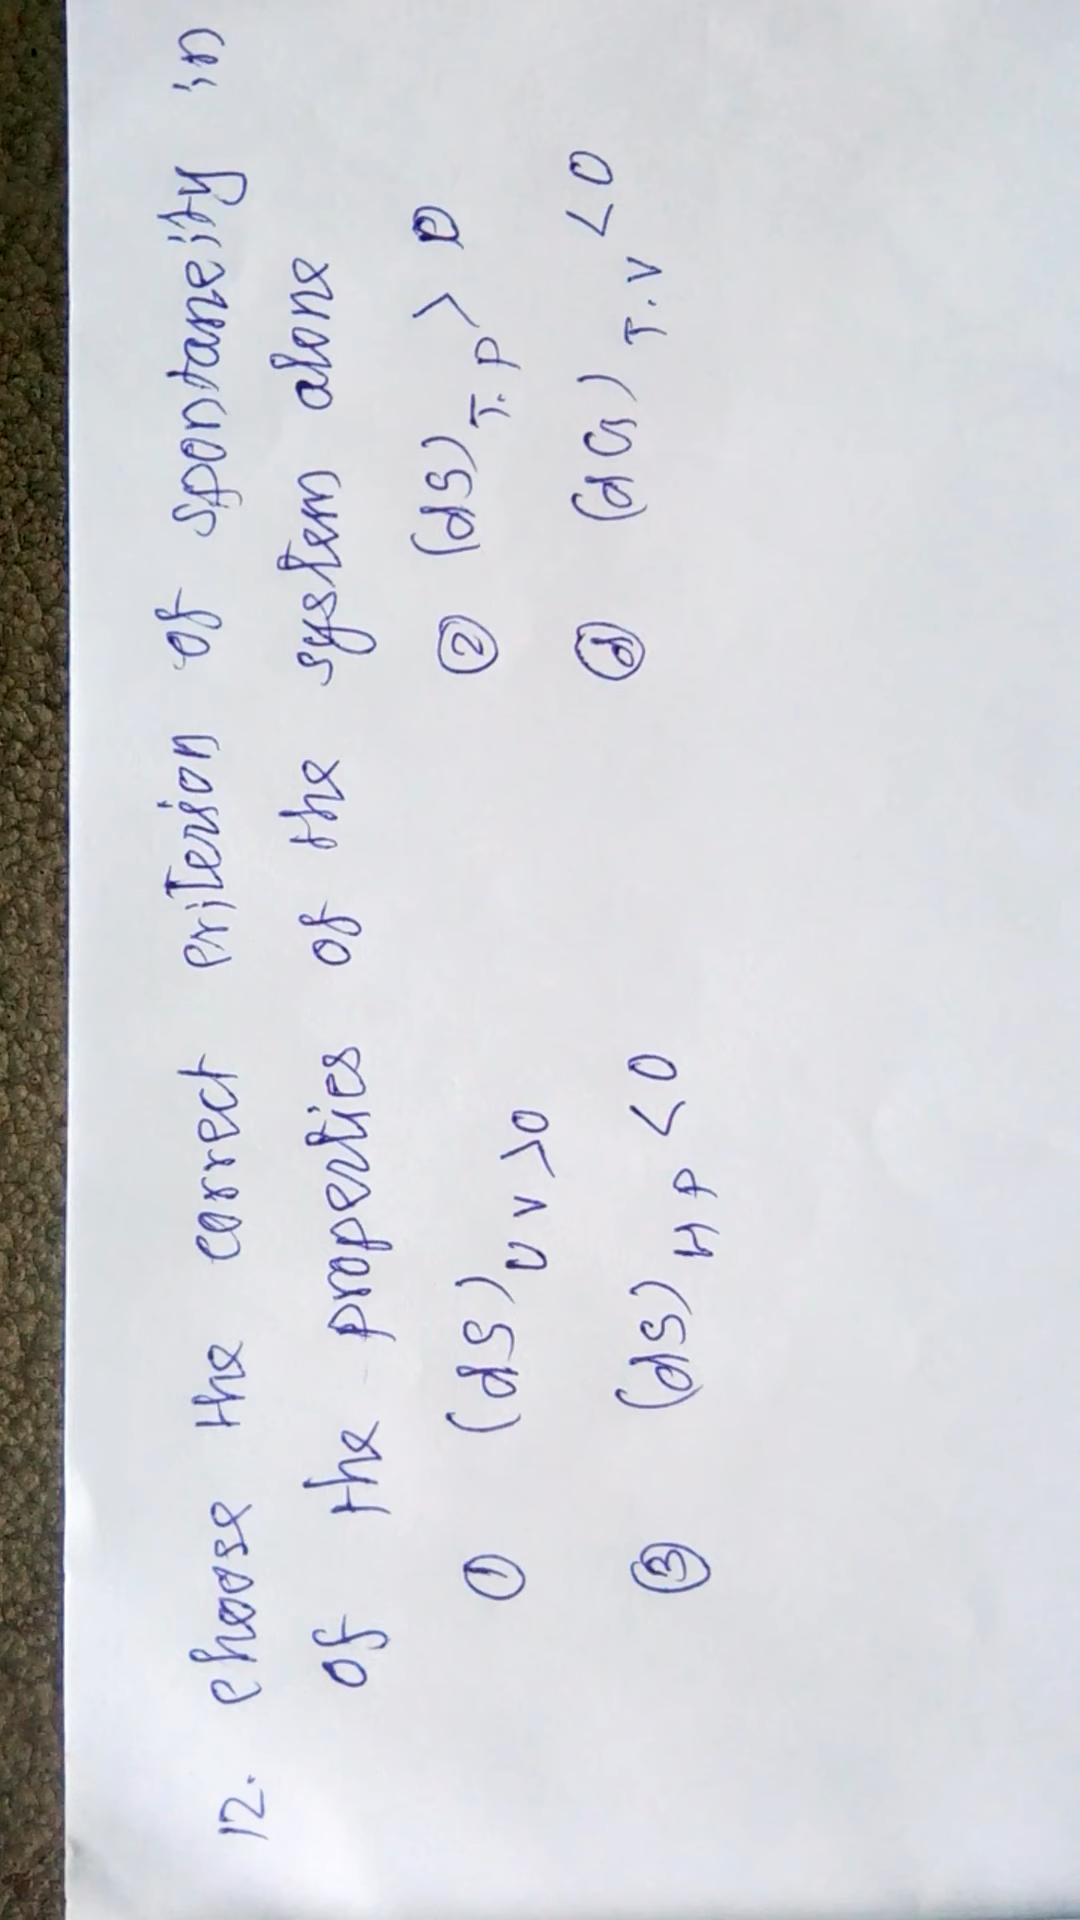 12. choose the correct criterion of spontaneity in
of the properties of the system alone
① (dS) U V >0 ② (dS) T.P > 0
③ (dS) H P < 0 ④ (dG) T.V < 0